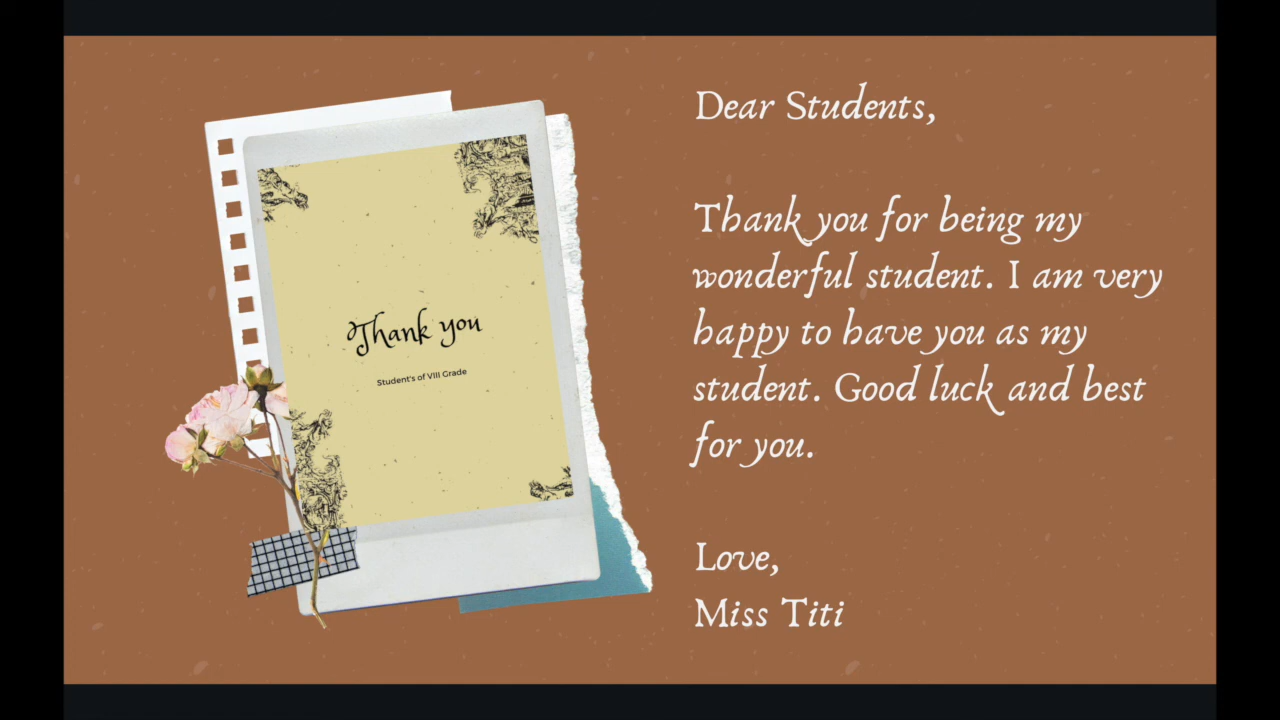 Thank you
Student's of VIII Grade
Dear Students,
Thank you for being my
wonderful student. I am very
happy to have you as my
student. Good luck and best
for you.
Love,
Miss Titi